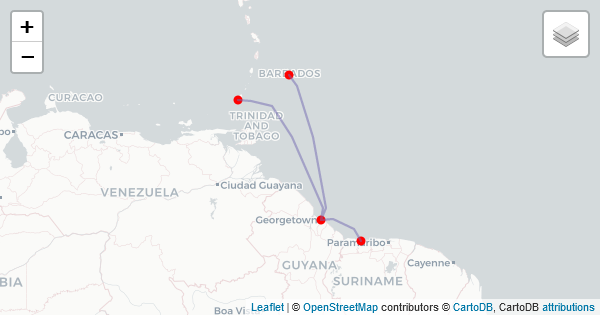 +
−
BARBADOS
CURACAO
TRINIDAD
AND
TOBAGO
CARACAS
Ciudad Guayana
VENEZUELA
Georgetown
Paramaribo
Cayenne
GUYANA
SURINAME
BIA
Boa Vi
Leaflet | © OpenStreetMap contributors © CartoDB, CartoDB attributions